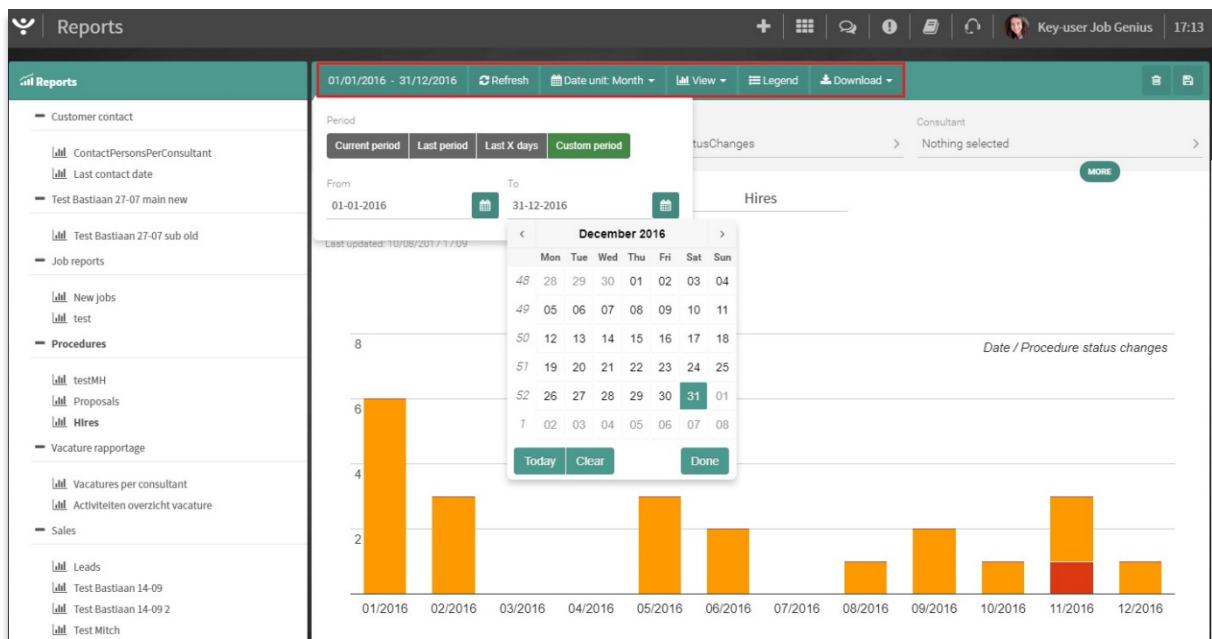 Reports
Key-user Job Genius
17:13
Reports
Customer contact
ContactPersonsPerConsultant
Last contact date
Test Bastiaan 27-07 main new
Test Bastiaan 27-07 sub old
Job reports
New jobs
test
Procedures
testMH
Proposals
HIres
Vacature rapportage
Vacatures per consultant
Activiteiten overzicht vacature
Sales
Leads
Test Bastiaan 14-09
Test Bastiaan 14-09 2
Test Mitch
01/01/2016 - 31/12/2016 Refresh Date unit: Month View Legend Download
Period
Current period Last period Last X days Custom period
From To
01-01-2016 31-12-2016
tusChanges
Consultant
Nothing selected
MORE
Hires
Last updated: 10/08/2017 17:09
< December 2016 >
Mon Tue Wed Thu Fri Sat Sun
48 28 29 30 01 02 03 04
49 05 06 07 08 09 10 11
50 12 13 14 15 16 17 18
51 19 20 21 22 23 24 25
52 26 27 28 29 30 31 01
1 02 03 04 05 06 07 08
Today Clear Done
Date / Procedure status changes
8
6
4
2
01/2016 02/2016 03/2016 04/2016 05/2016 06/2016 07/2016 08/2016 09/2016 10/2016 11/2016 12/2016